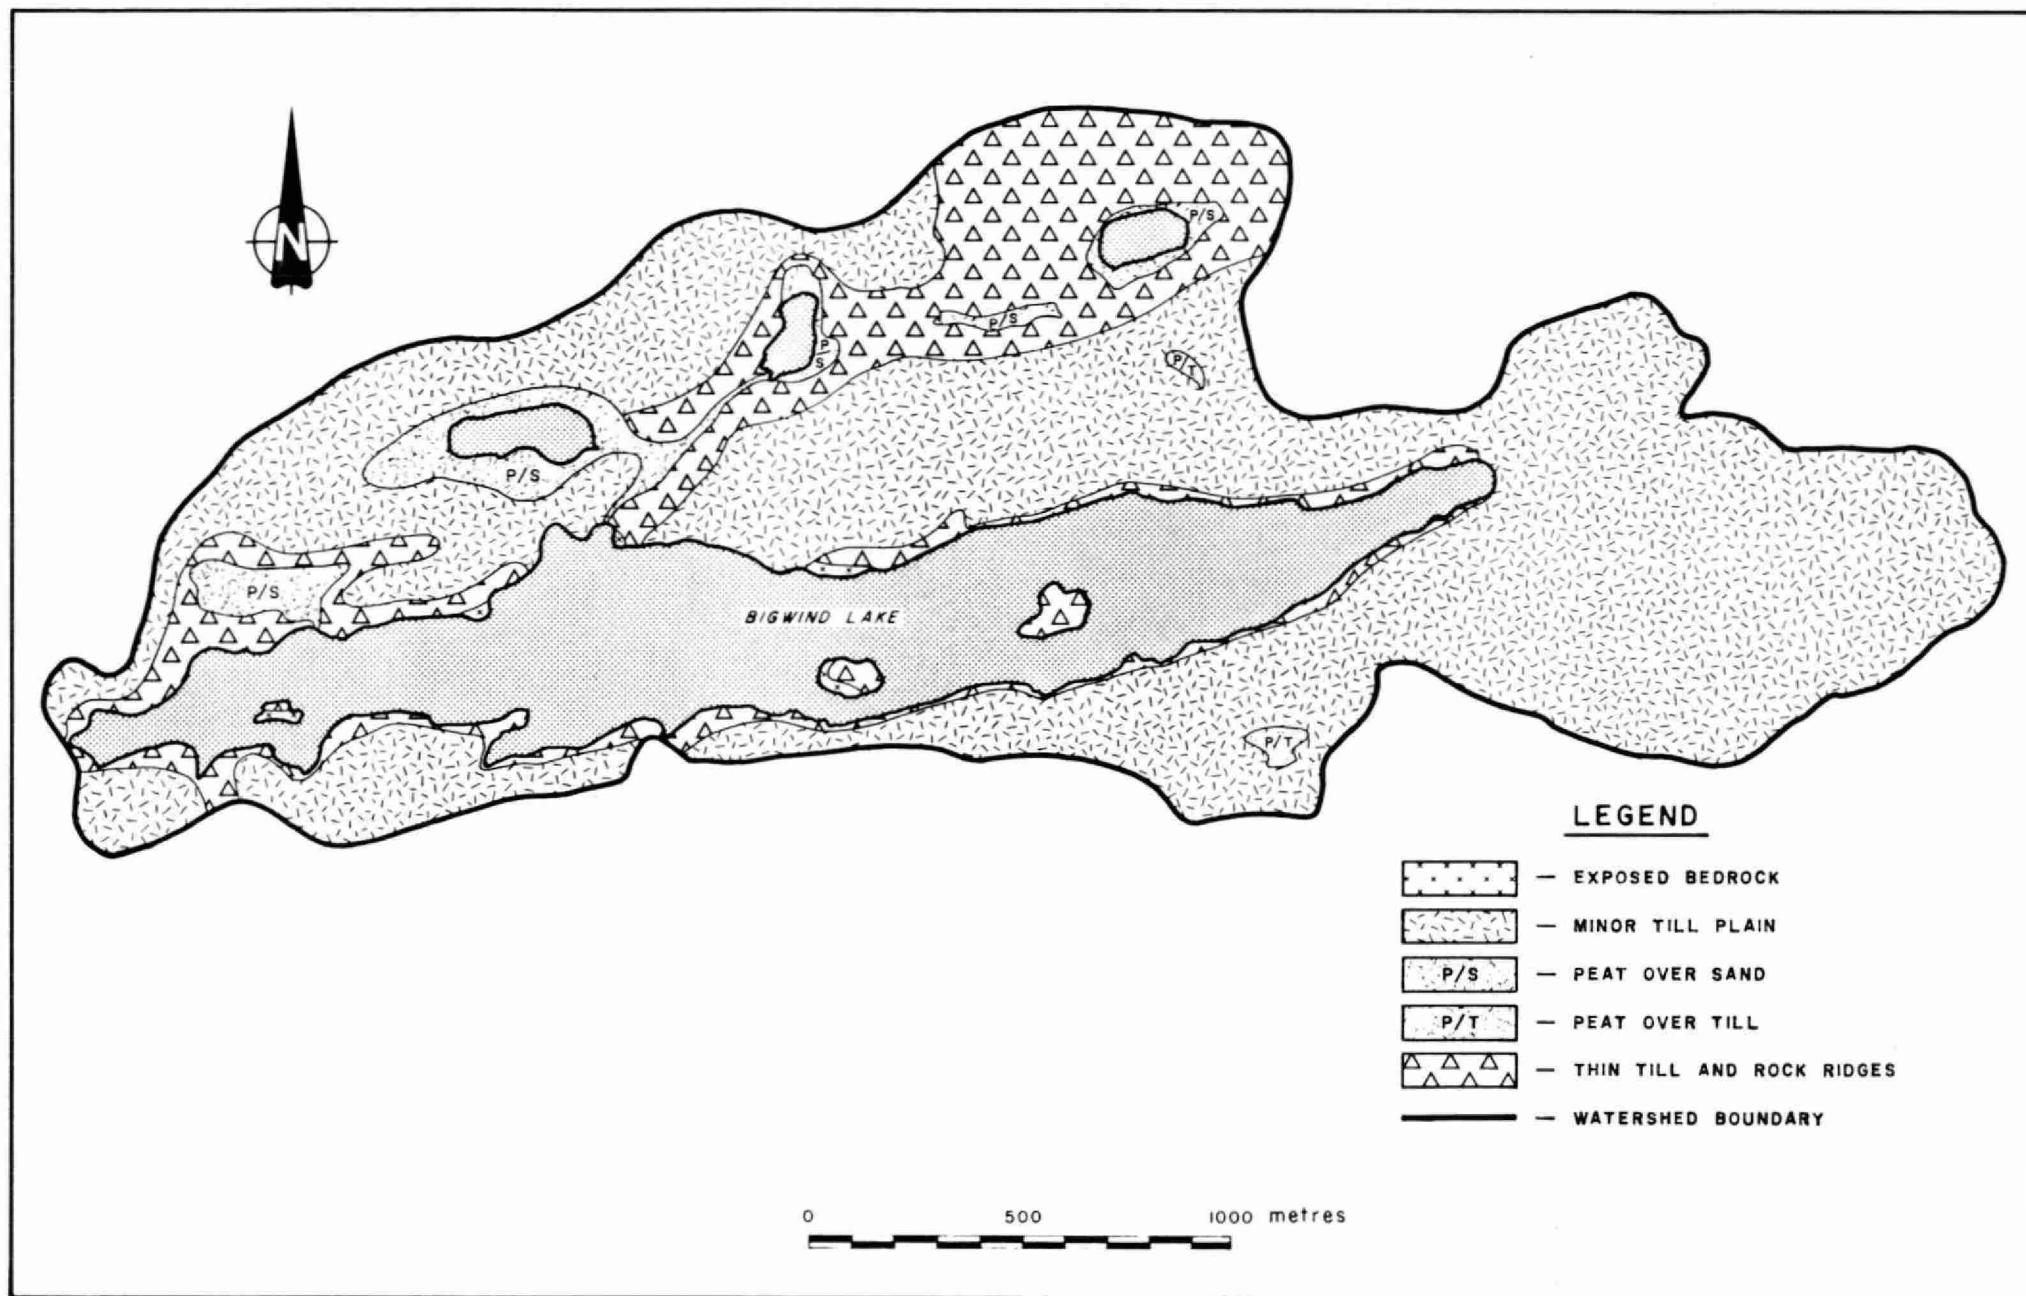 N
P/S
P/S
P/S
P/T
P/S
P/S
BIGWIND LAKE
P/T
LEGEND
— EXPOSED BEDROCK
— MINOR TILL PLAIN
P/S — PEAT OVER SAND
P/T — PEAT OVER TILL
— THIN TILL AND ROCK RIDGES
— WATERSHED BOUNDARY
0 500 1000 metres